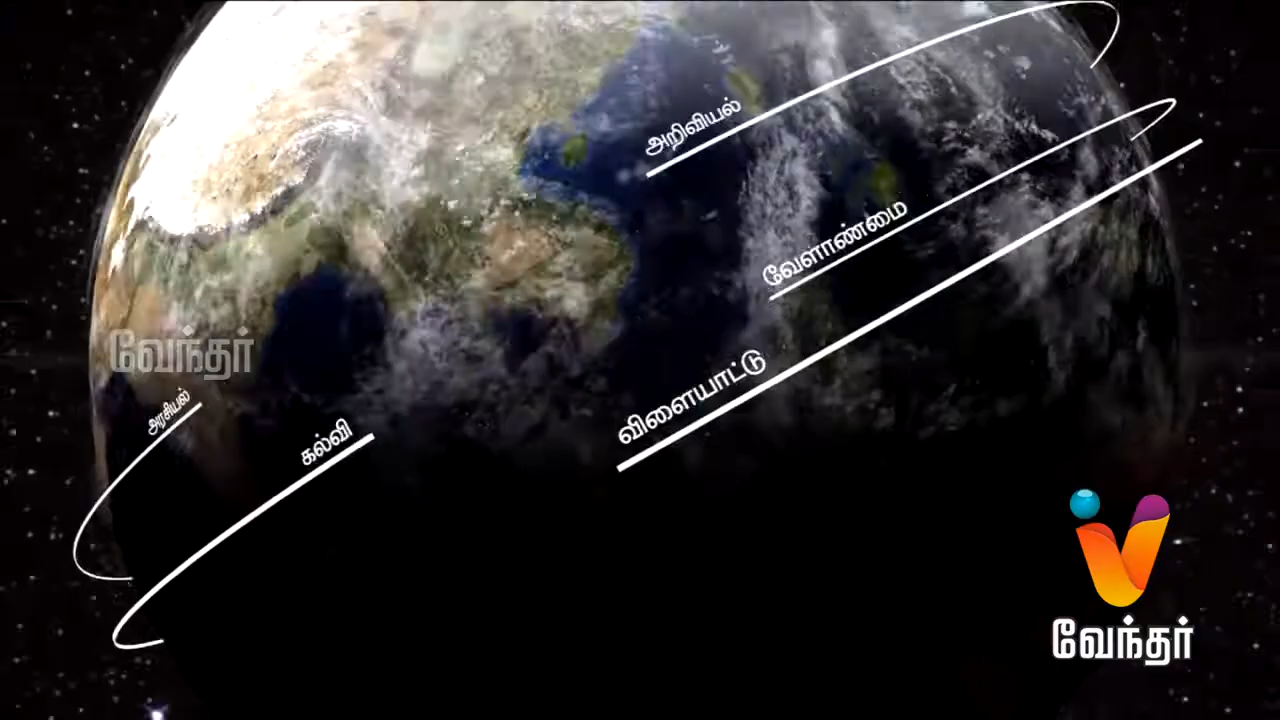 அறிவியல்
வேளாண்மை
விளையாட்டு
வேந்தர்
அரசியல்
கல்வி
வேந்தர்